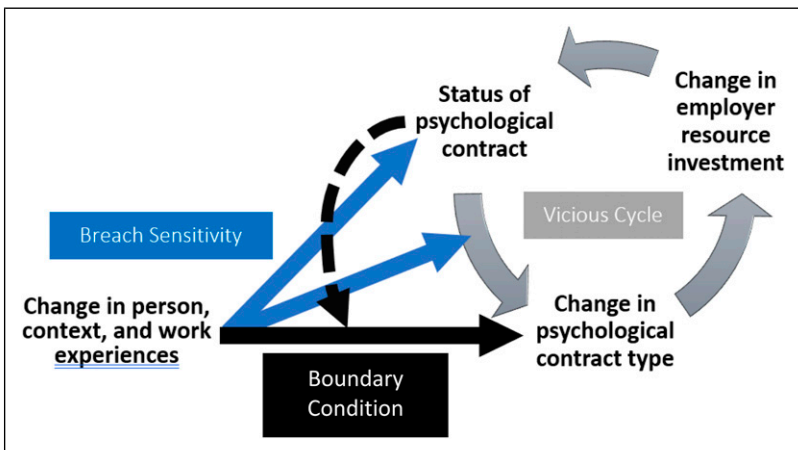 Status of
psychological
contract
Change in
employer
resource
investment
Breach Sensitivity
Vicious Cycle
Change in person,
context, and work
experiences
Change in
psychological
contract type
Boundary
Condition